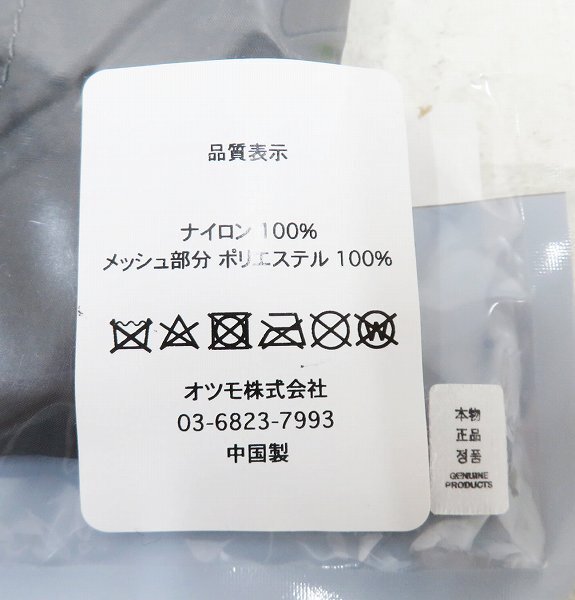 品質表示
ナイロン 100%
メッシュ部分 ポリエステル 100%
W
オツモ株式会社
03-6823-7993
中国製
本物
正品
정품
GENUINE
PRODUCTS